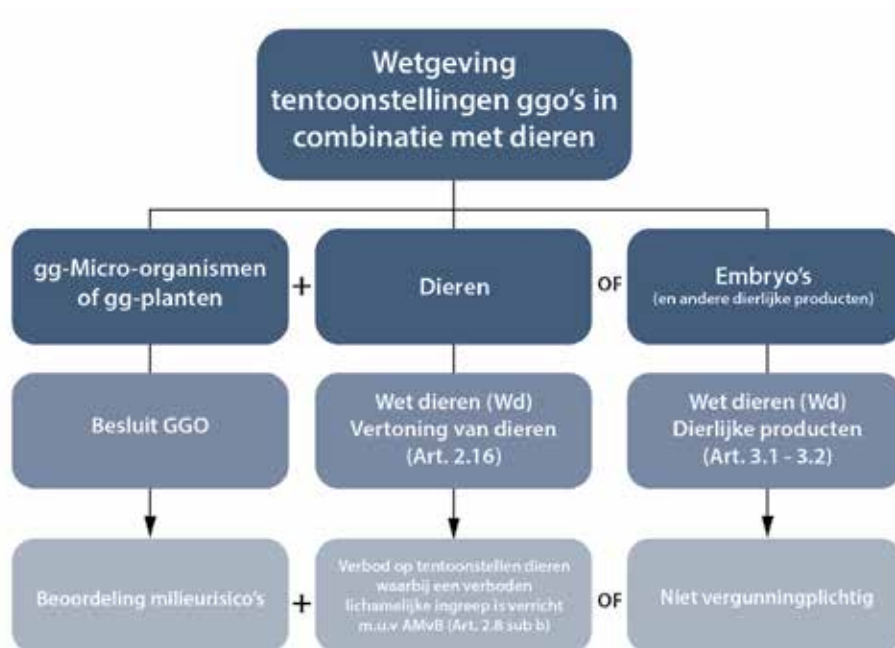 Wetgeving
tentoonstellingen ggo's in
combinatie met dieren
gg-Micro-organismen
of gg-planten
+
Dieren
OF
Embryo's
(en andere dierlijke producten)
Besluit GGO
Wet dieren (Wd)
Vertoning van dieren
(Art. 2.16)
Wet dieren (Wd)
Dierlijke producten
(Art. 3.1 - 3.2)
Beoordeling milieurisico's
+
Verbod op tentoonstellen dieren
waarbij een verboden
lichamelijke ingreep is verricht
m.u.v AMvB (Art. 2.8 sub b)
OF
Niet vergunningplichtig